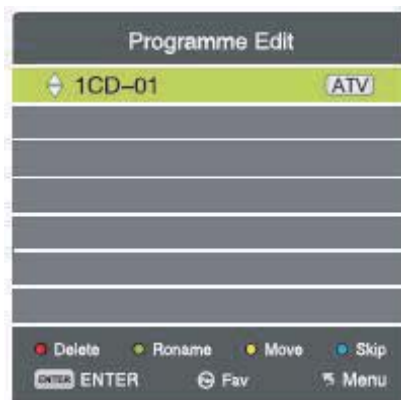 Programme Edit
1CD-01 ATV
Delete Roname Move Skip
ENTER ENTER Fav Menu